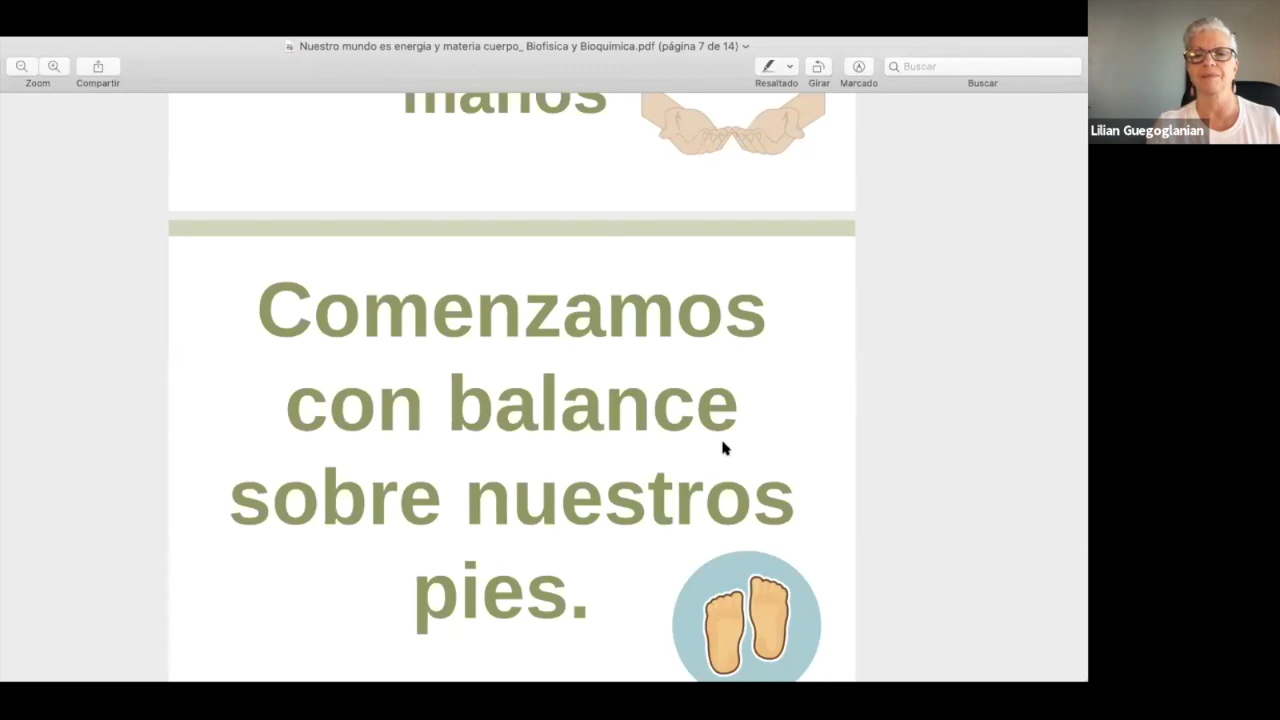 Nuestro mundo es energia y materia cuerpo_ Biofisica y Bioquimica.pdf (página 7 de 14)
Zoom
Compartir
Resaltado
Girar
Marcado
Buscar
Buscar
Lilian Guegoglanian
manos
Comenzamos
con balance
sobre nuestros
pies.